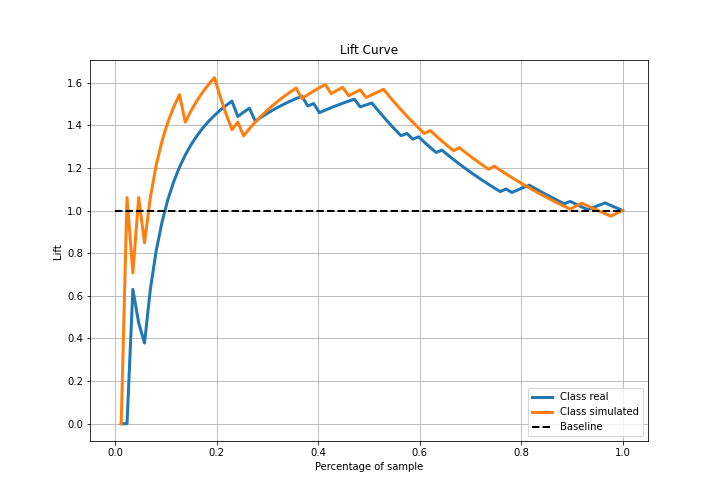 Lift Curve
1.6
1.4
1.2
1.0
0.8
0.6
0.4
0.2
0.0
Lift
0.0 0.2 0.4 0.6 0.8 1.0
Percentage of sample
Class real
Class simulated
Baseline